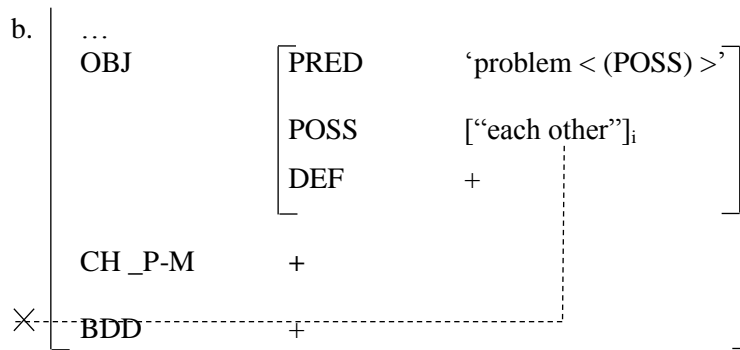 b. …
OBJ PRED ‘problem < (POSS) >’
POSS [“each other”]i
DEF +
CH _P-M +
BDD +